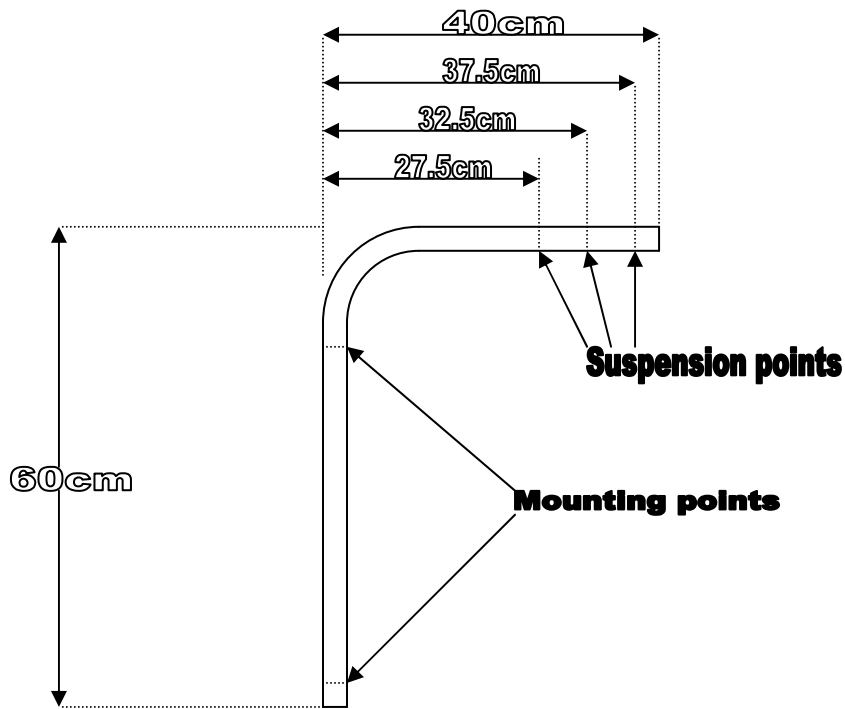 40cm
37.5cm
32.5cm
27.5cm
Suspension points
60cm
Mounting points